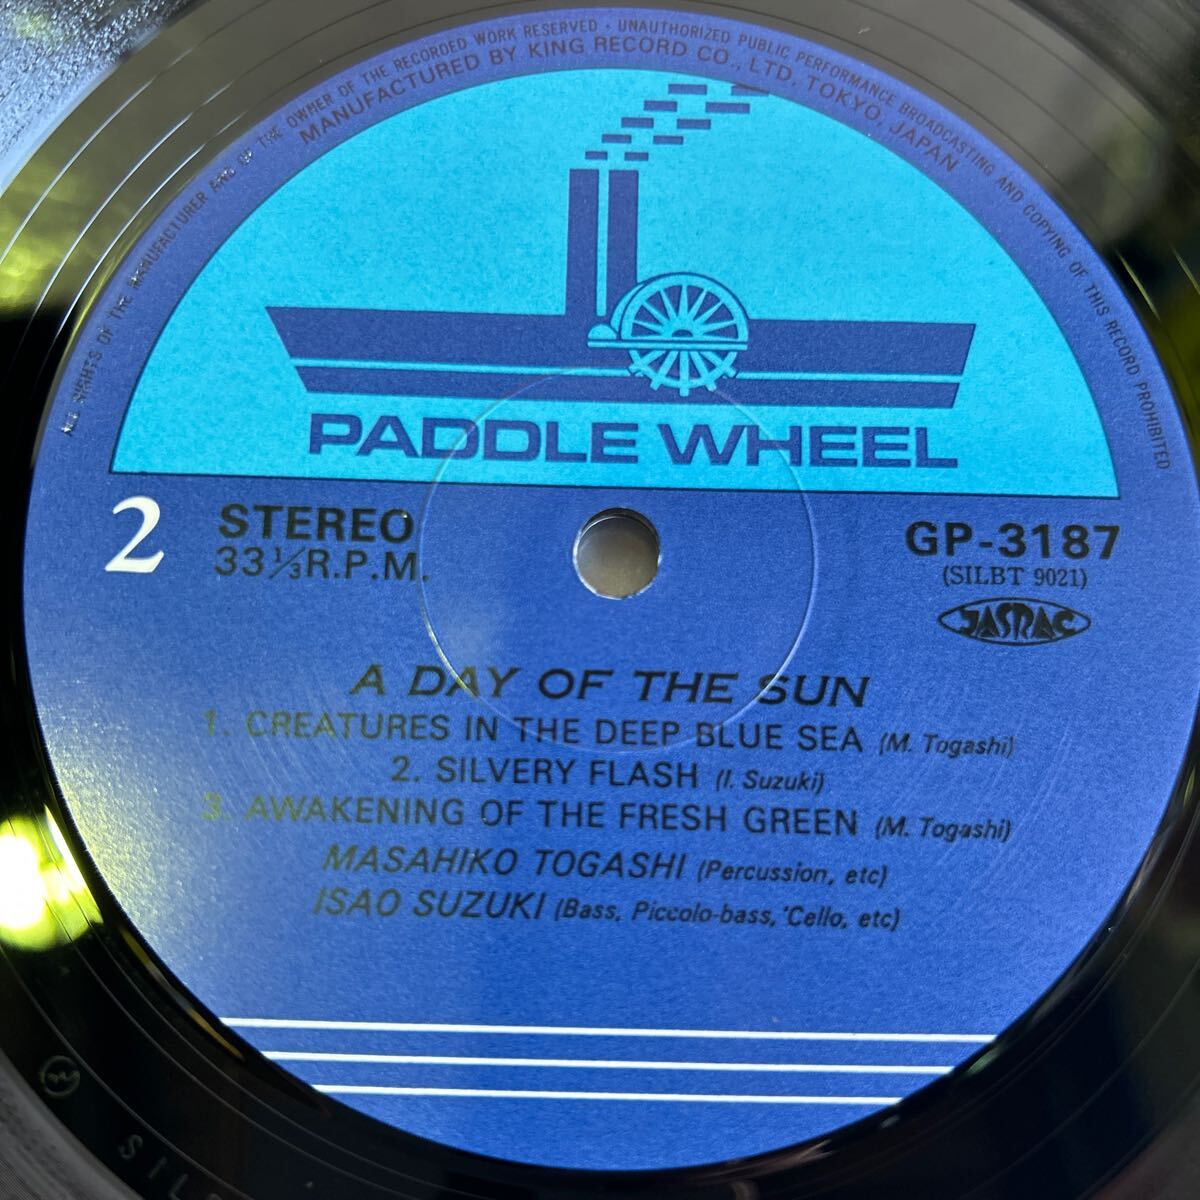 ALL RIGHTS OF THE MANUFACTURER AND OF THE OWNER OF THE RECORDED WORK RESERVED · UNAUTHORIZED PUBLIC PERFORMANCE BROADCASTING AND COPYING OF THIS RECORD PROHIBITED
MANUFACTURED BY KING RECORD CO., LTD. TOKYO, JAPAN
PADDLE WHEEL
2
STEREO
33 1/3 R.P.M.
GP-3187
(SILBT 9021)
JASRAC
A DAY OF THE SUN
1. CREATURES IN THE DEEP BLUE SEA (M. Togashi)
2. SILVERY FLASH (I. Suzuki)
3. AWAKENING OF THE FRESH GREEN (M. Togashi)
MASAHIKO TOGASHI (Percussion, etc)
ISAO SUZUKI (Bass, Piccolo-bass, 'Cello, etc)